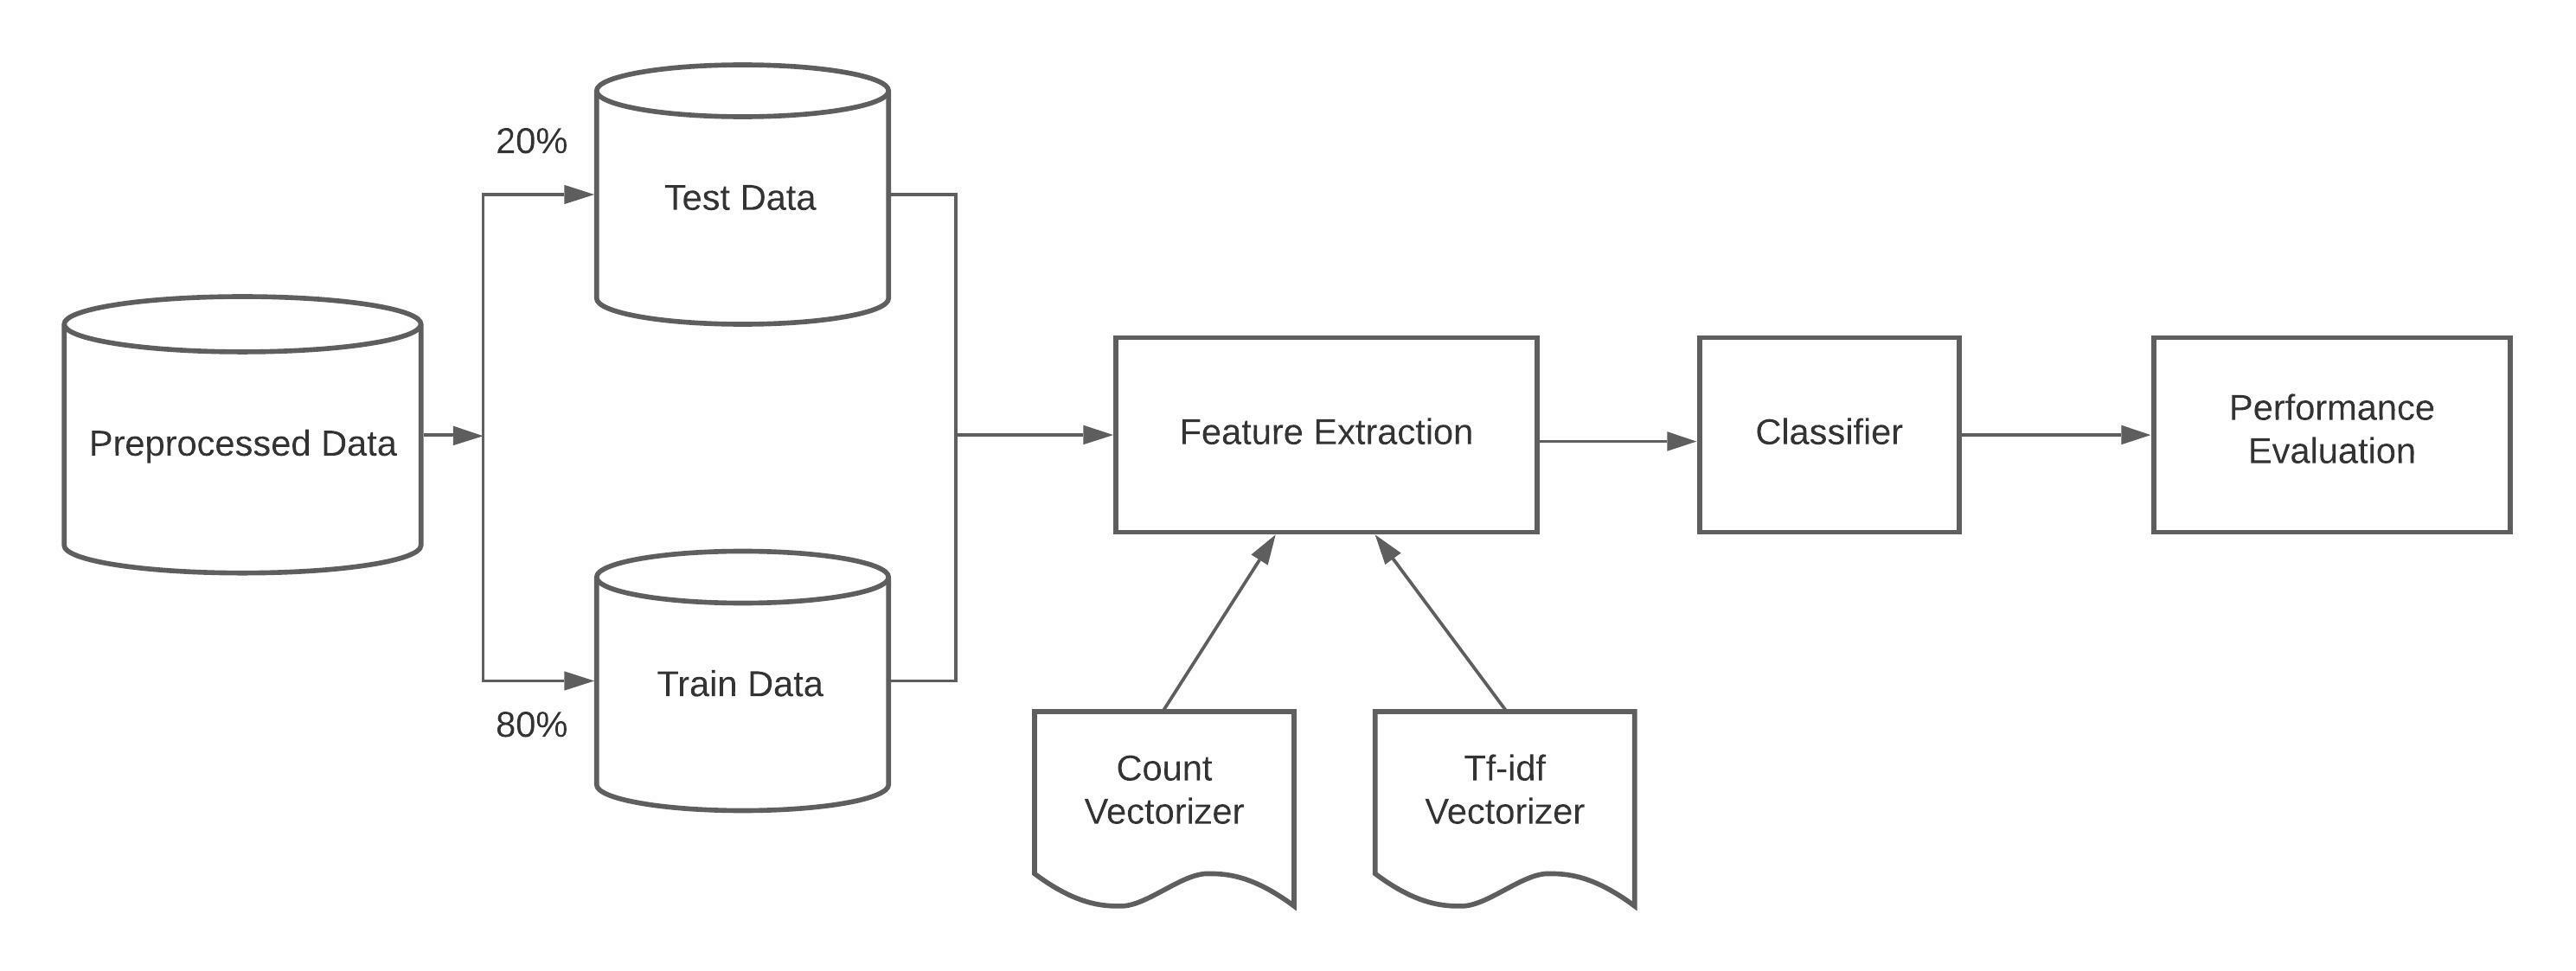 20%
Test Data
Preprocessed Data
Train Data
80%
Feature Extraction
Classifier
Performance
Evaluation
Count
Vectorizer
Tf-idf
Vectorizer